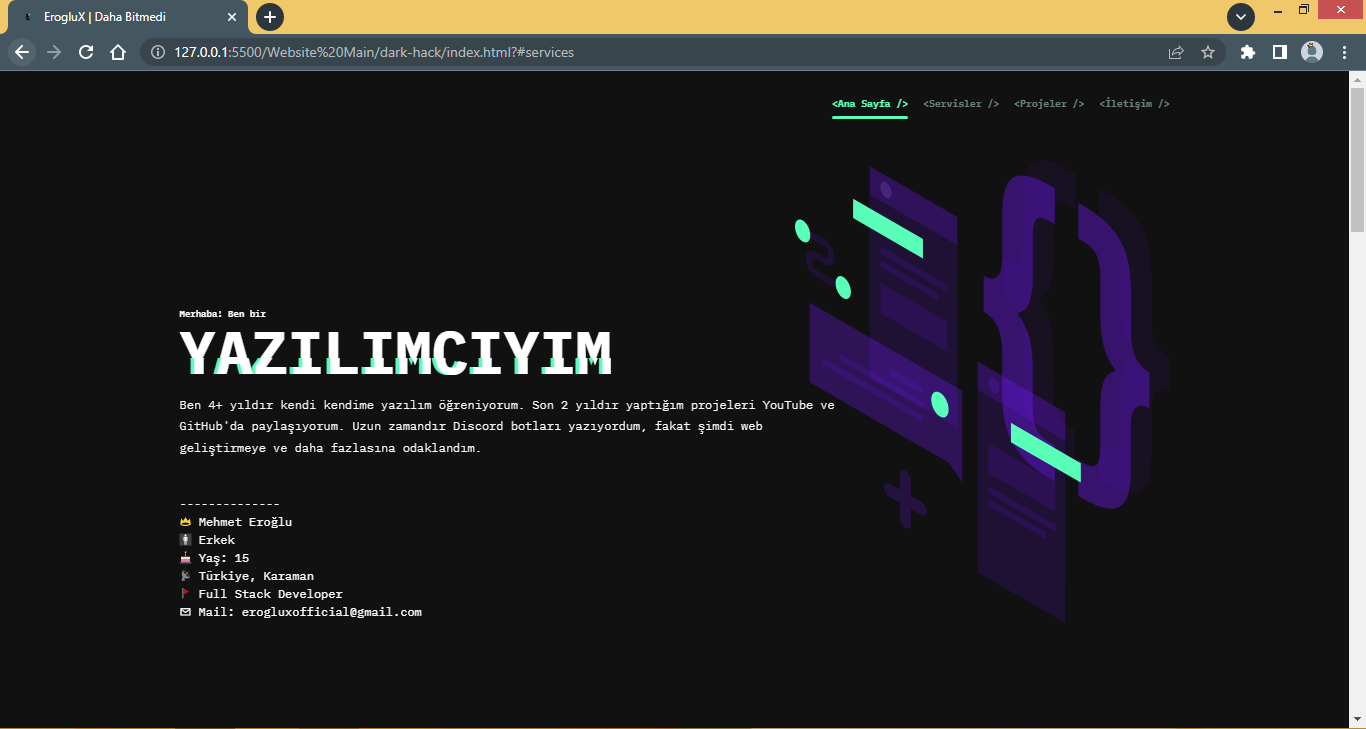 ErogluX | Daha Bitmedi
127.0.0.1:5500/Website%20Main/dark-hack/index.html?#services
<Ana Sayfa /> <Servisler /> <Projeler /> <İletişim />
Merhaba! Ben bir
YAZILIMCIYIM
Ben 4+ yıldır kendi kendime yazılım öğreniyorum. Son 2 yıldır yaptığım projeleri YouTube ve
GitHub'da paylaşıyorum. Uzun zamandır Discord botları yazıyordum, fakat şimdi web
geliştirmeye ve daha fazlasına odaklandım.
--------------
Mehmet Eroğlu
Erkek
Yaş: 15
Türkiye, Karaman
Full Stack Developer
Mail: erogluxofficial@gmail.com